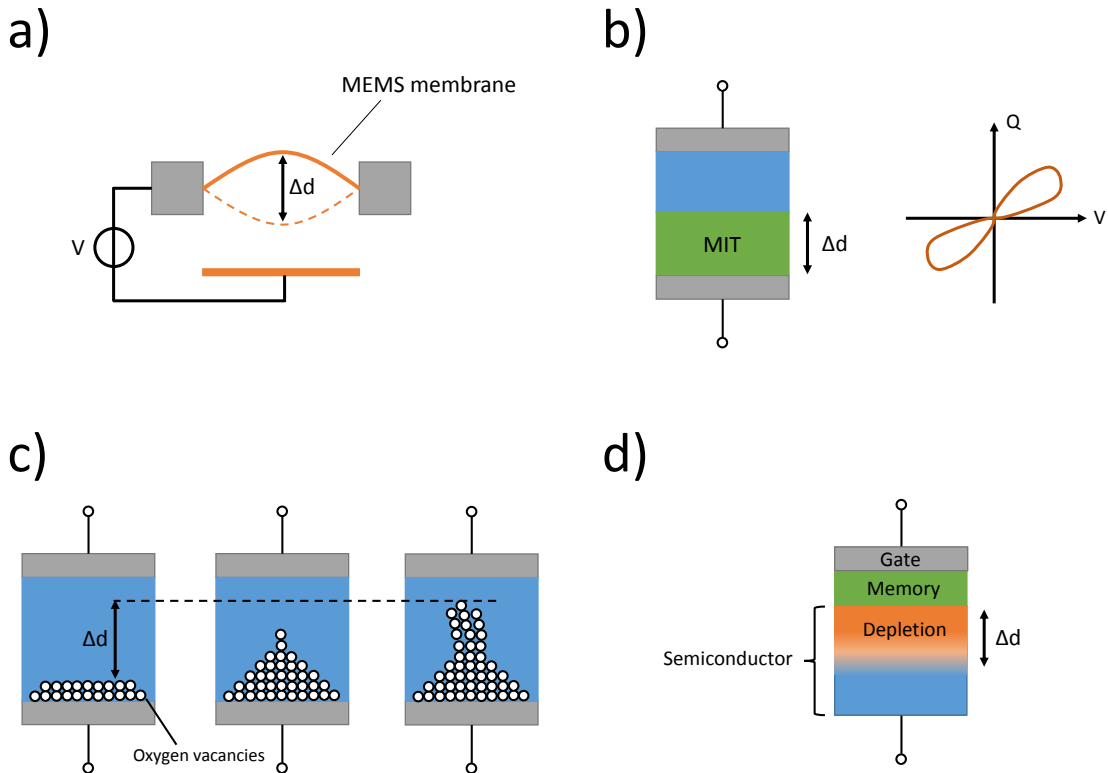 a)
MEMS membrane
Δd
V
b)
MIT
Δd
Q
V
c)
Δd
Oxygen vacancies
d)
Gate
Memory
Depletion
Δd
Semiconductor